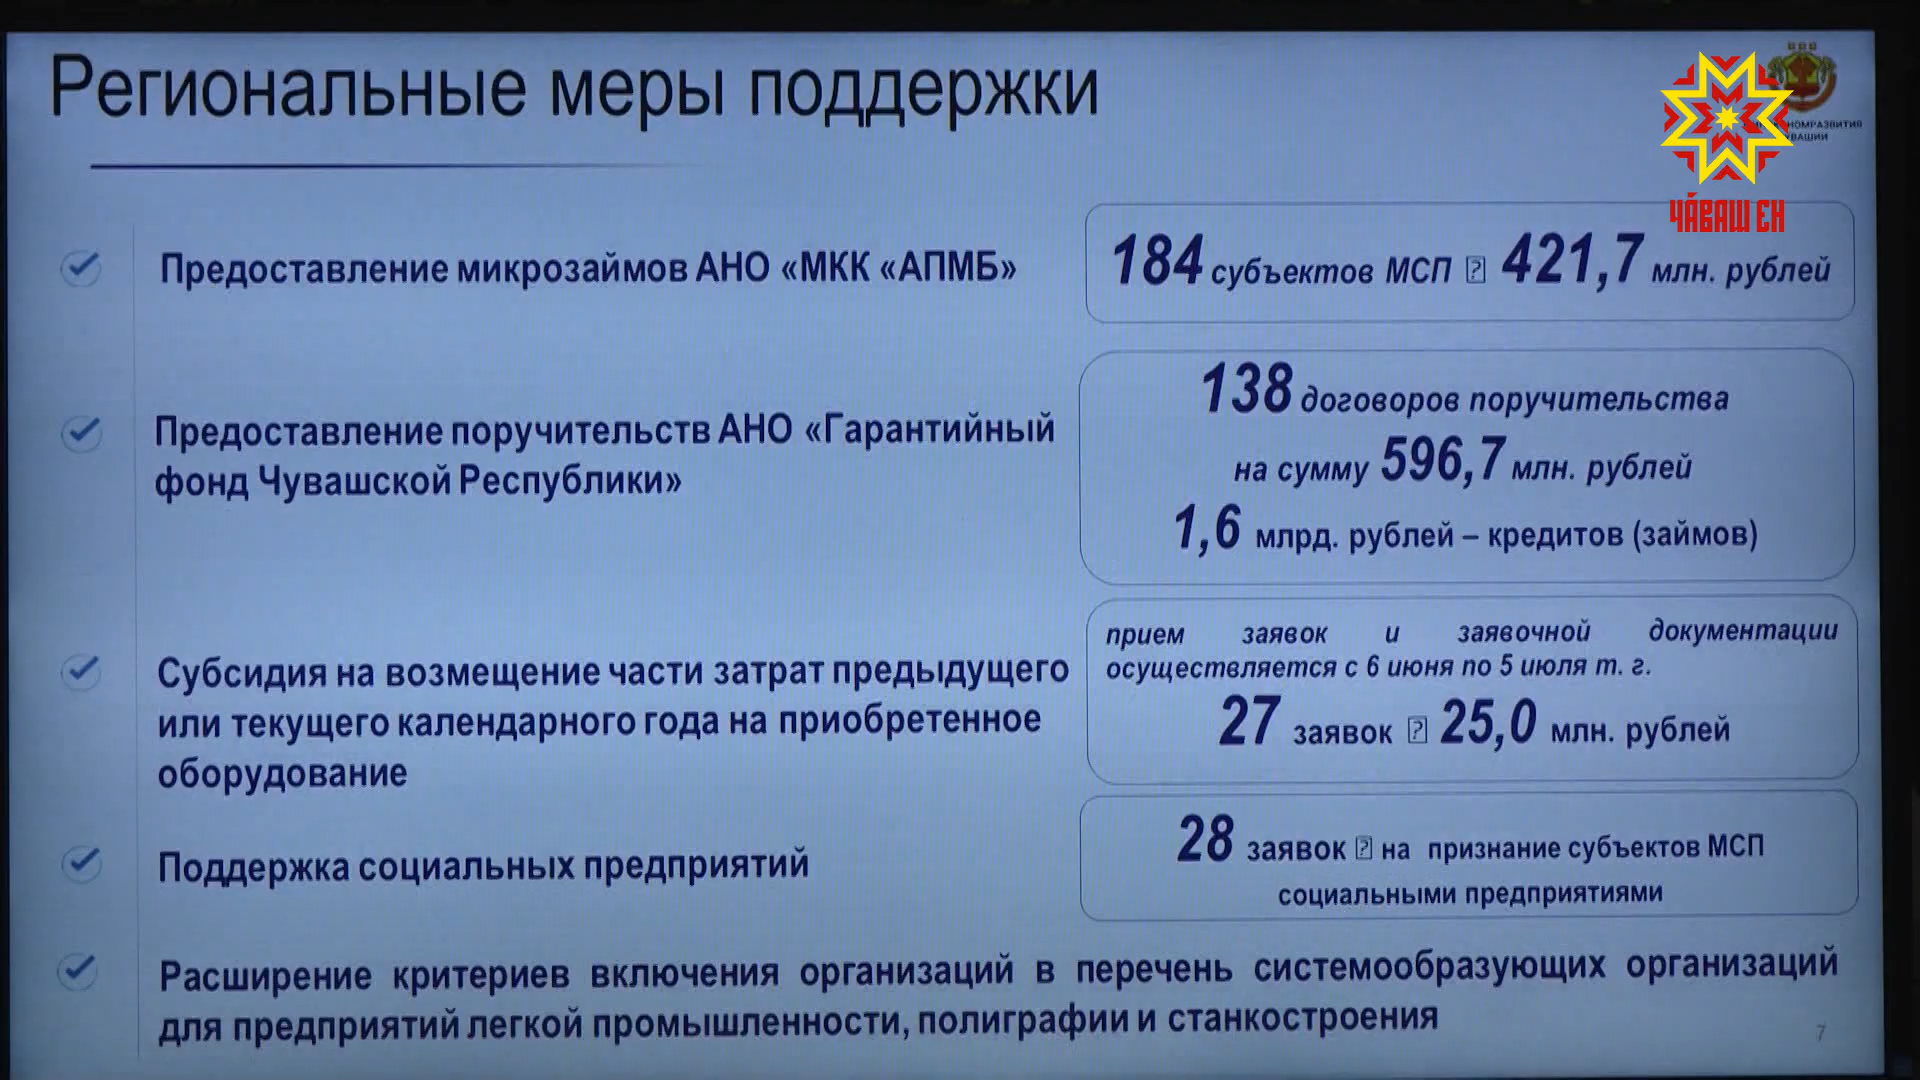 Региональные меры поддержки
НОМРАЗВИТИЯ
ЧӐВАШ ЕН
Предоставление микрозаймов АНО «МКК «АПМБ»
184 субъектов МСП 421,7 млн. рублей
Предоставление поручительств АНО «Гарантийный
фонд Чувашской Республики»
138 договоров поручительства
на сумму 596,7 млн. рублей
1,6 млрд. рублей – кредитов (займов)
Субсидия на возмещение части затрат предыдущего
или текущего календарного года на приобретенное
оборудование
прием заявок и заявочной документации
осуществляется с 6 июня по 5 июля т. г.
27 заявок 25,0 млн. рублей
Поддержка социальных предприятий
28 заявок на признание субъектов МСП
социальными предприятиями
Расширение критериев включения организаций в перечень системообразующих организаций
для предприятий легкой промышленности, полиграфии и станкостроения
7